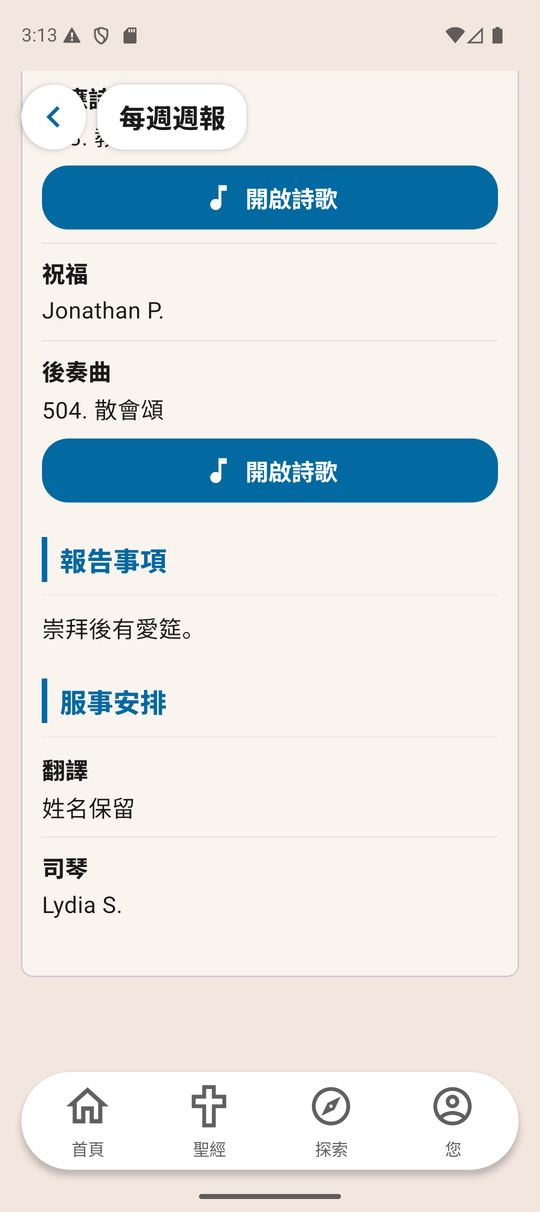 3:13
每週週報
開啟詩歌
祝福
Jonathan P.
後奏曲
504. 散會頌
開啟詩歌
報告事項
崇拜後有愛筵。
服事安排
翻譯
姓名保留
司琴
Lydia S.
首頁
聖經
探索
您